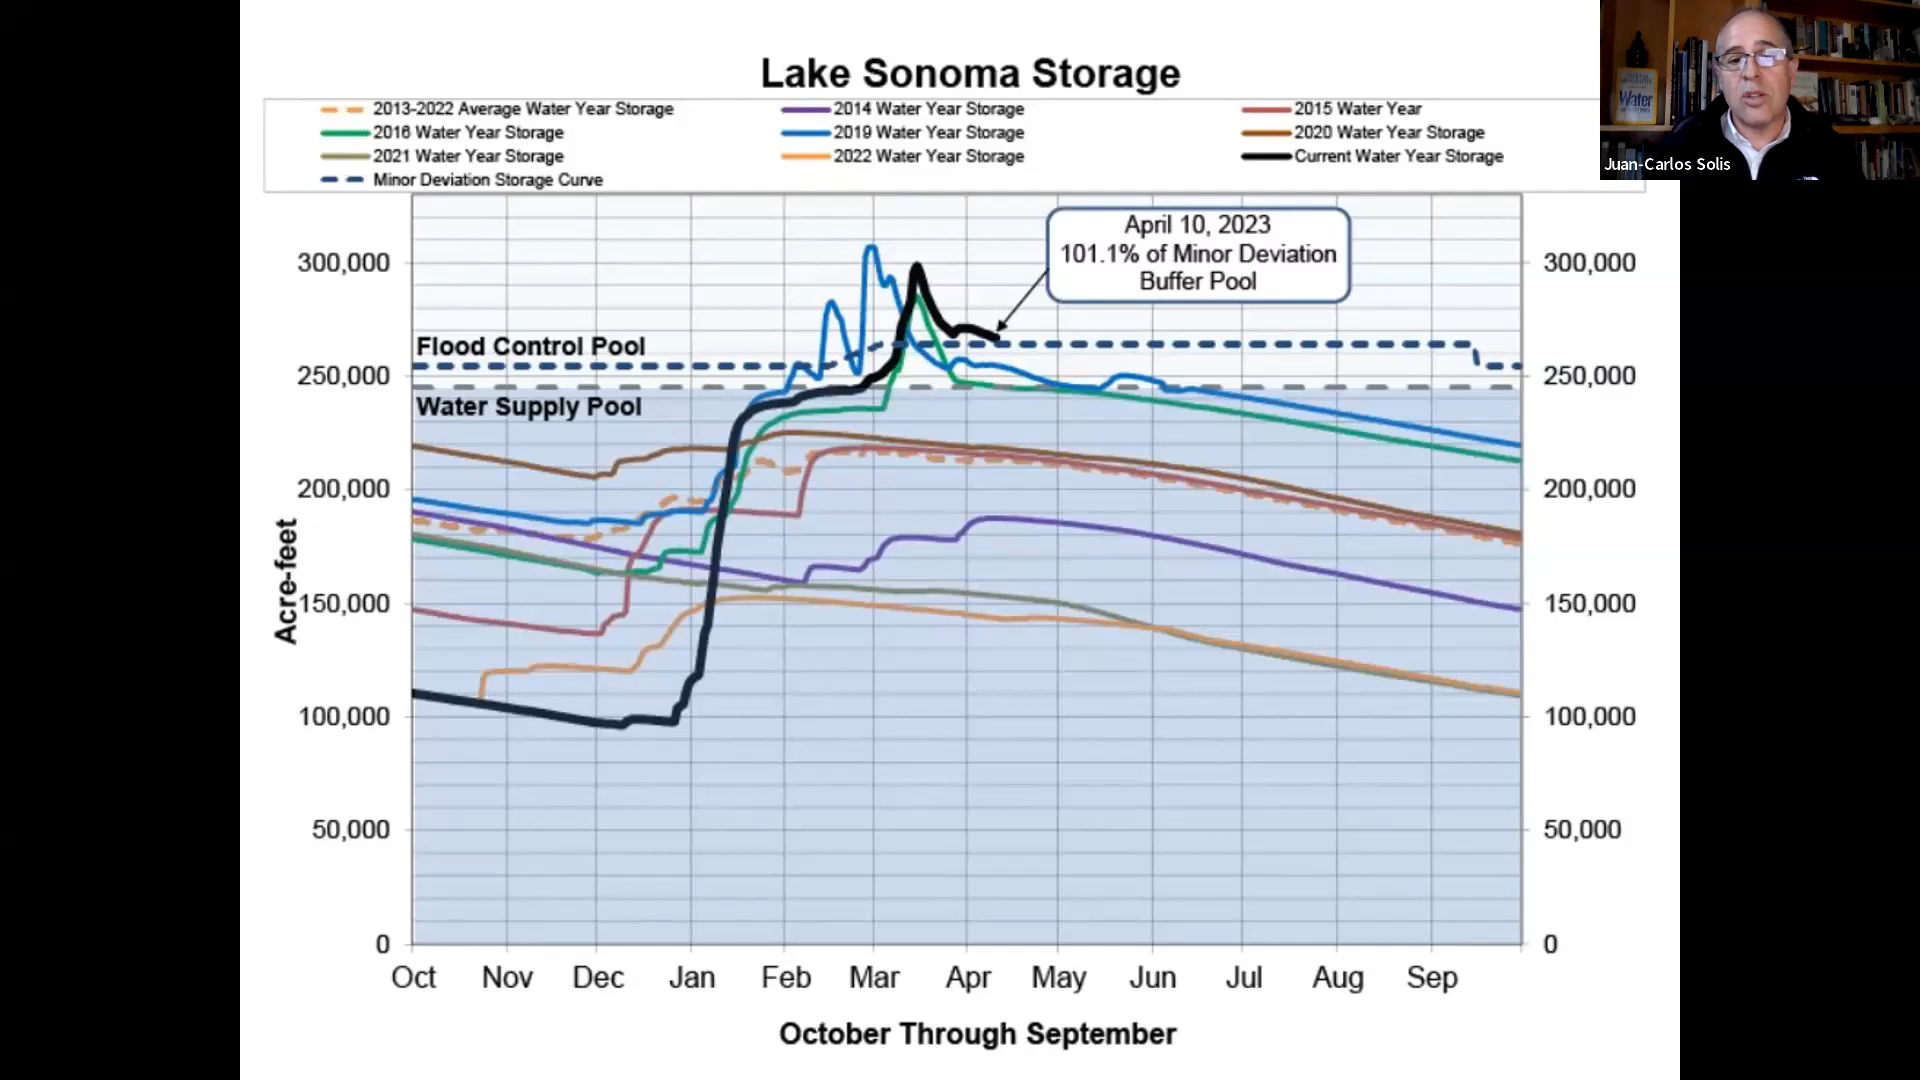 Lake Sonoma Storage
2013-2022 Average Water Year Storage
2014 Water Year Storage
2015 Water Year
2016 Water Year Storage
2019 Water Year Storage
2020 Water Year Storage
2021 Water Year Storage
2022 Water Year Storage
Current Water Year Storage
Minor Deviation Storage Curve
Water
Juan-Carlos Solis
April 10, 2023
101.1% of Minor Deviation
Buffer Pool
Flood Control Pool
Water Supply Pool
Acre-feet
300,000
250,000
200,000
150,000
100,000
50,000
0
300,000
250,000
200,000
150,000
100,000
50,000
0
Oct Nov Dec Jan Feb Mar Apr May Jun Jul Aug Sep
October Through September